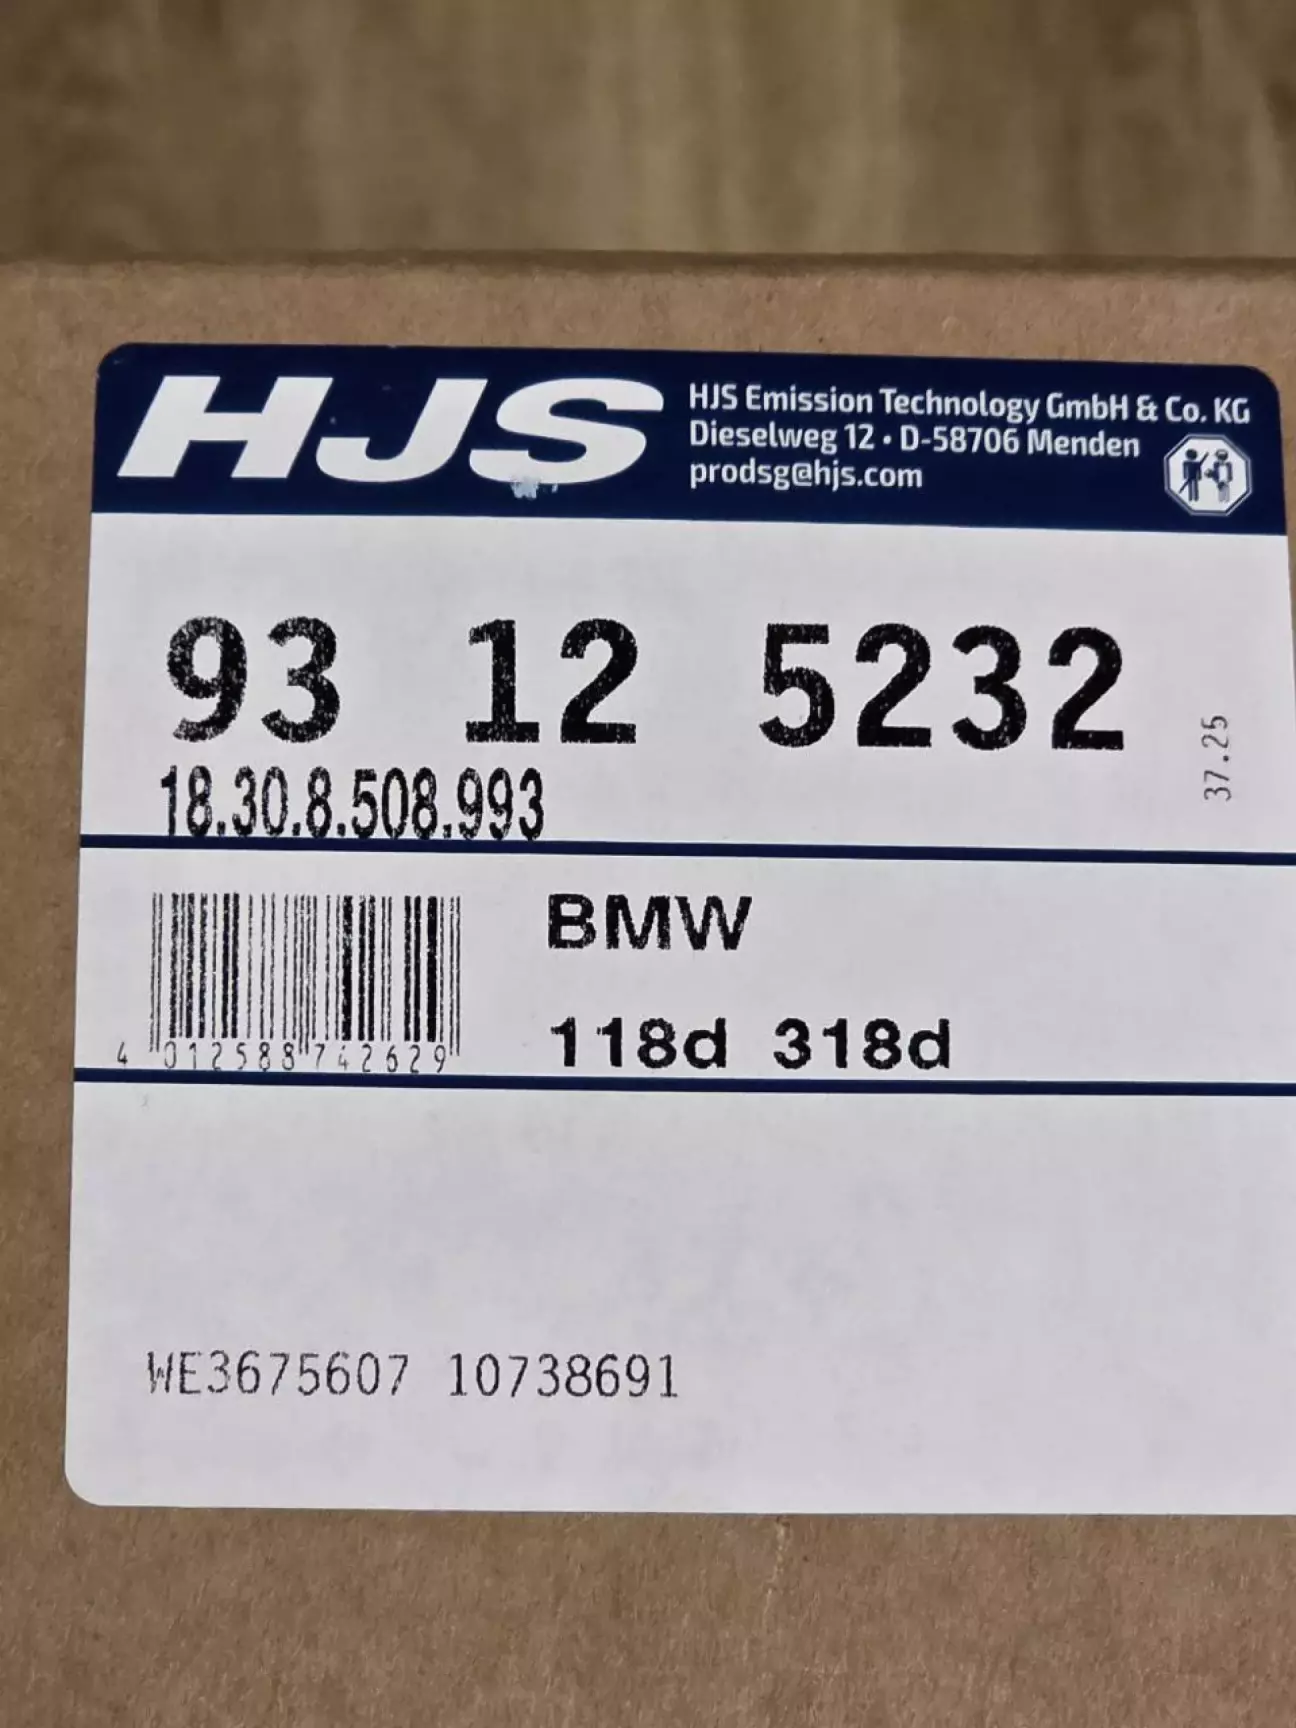 HJS
HJS Emission Technology GmbH & Co. KG
Dieselweg 12 • D-58706 Menden
prodsg@hjs.com
93 12 5232
37.25
18.30.8.508.993
BMW
118d 318d
4 012588 742629
WE3675607 10738691